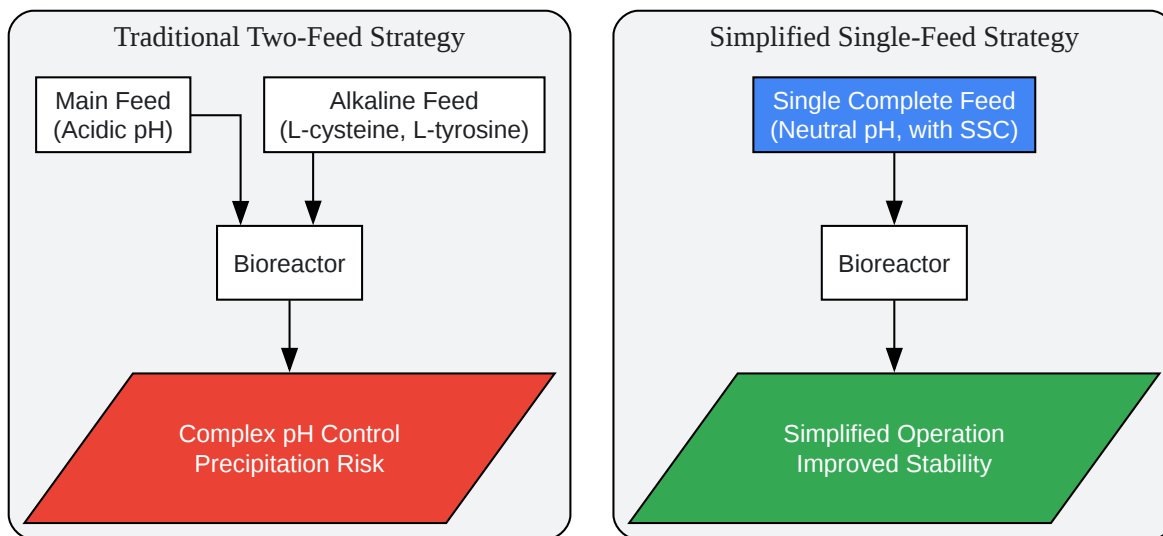 Traditional Two-Feed Strategy
Main Feed
(Acidic pH)
Alkaline Feed
(L-cysteine, L-tyrosine)
Bioreactor
Complex pH Control
Precipitation Risk
Simplified Single-Feed Strategy
Single Complete Feed
(Neutral pH, with SSC)
Bioreactor
Simplified Operation
Improved Stability